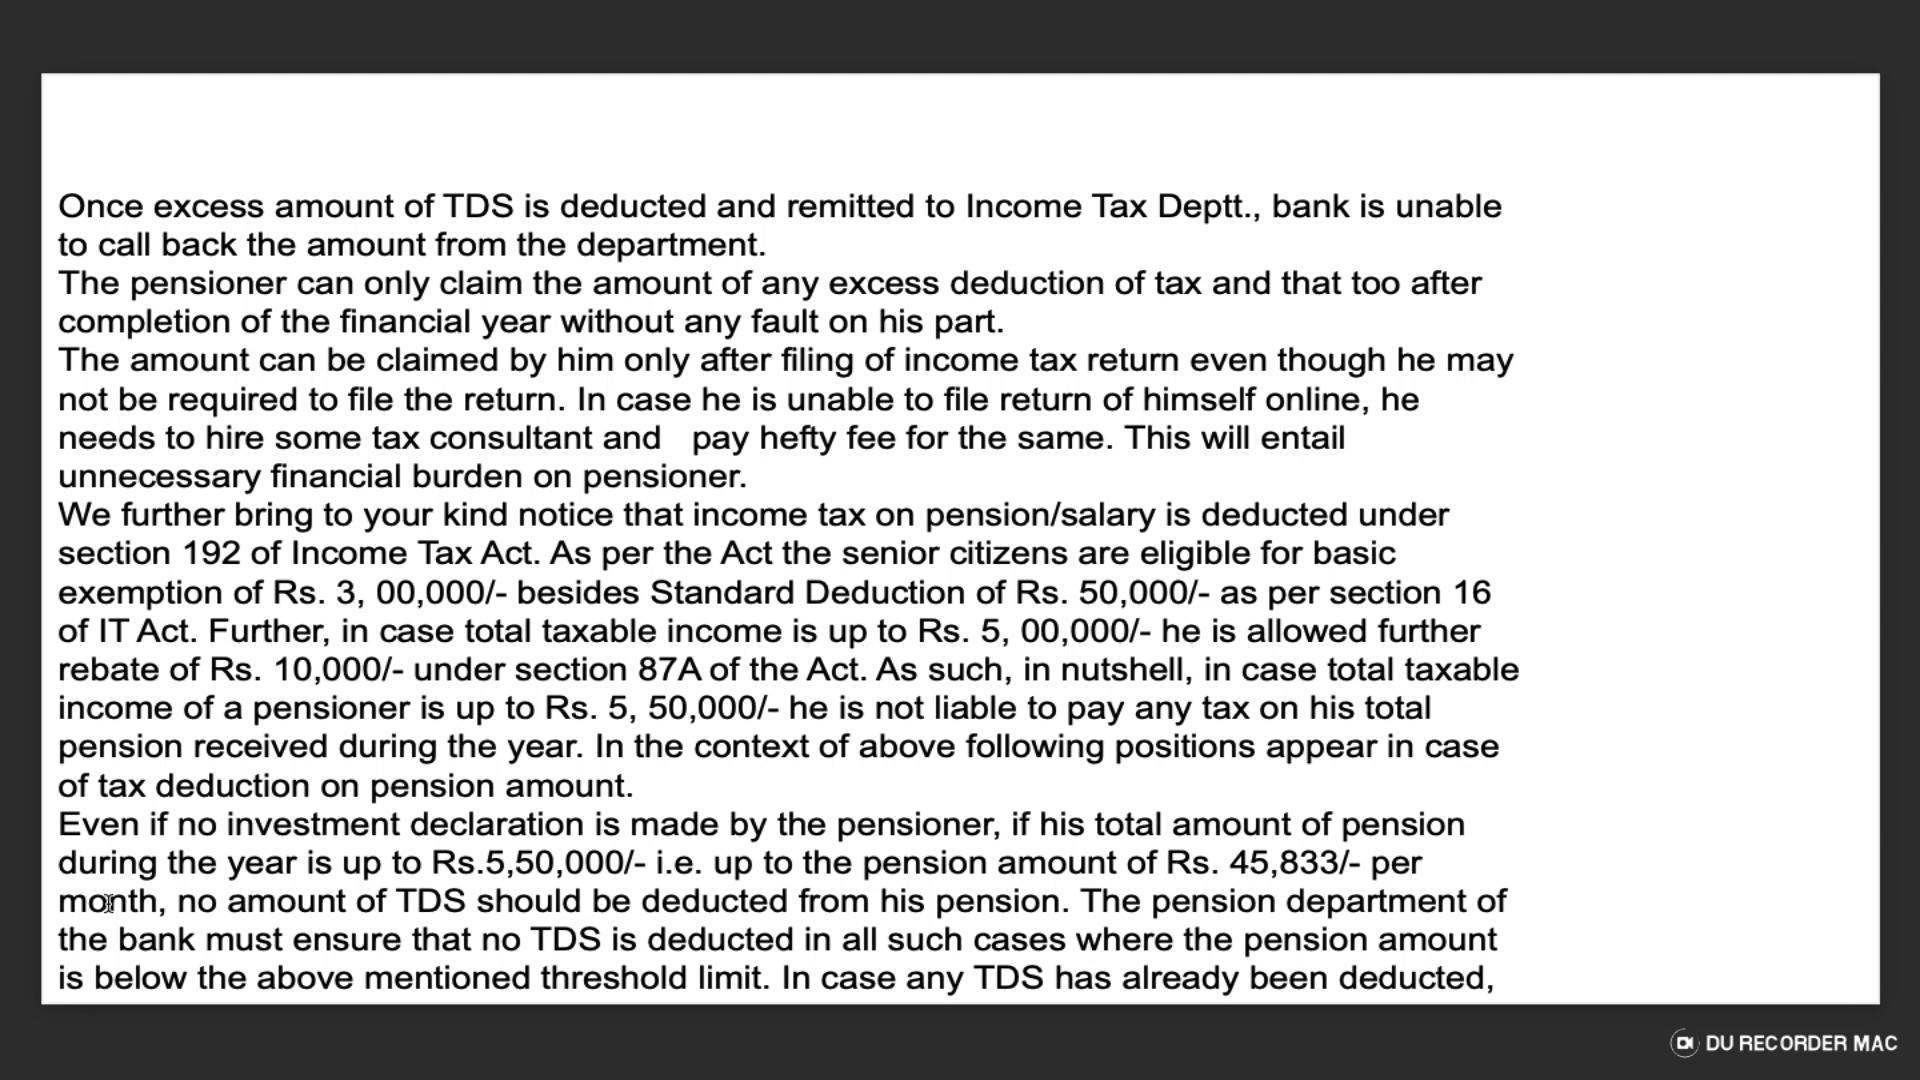 Once excess amount of TDS is deducted and remitted to Income Tax Deptt., bank is unable
to call back the amount from the department.
The pensioner can only claim the amount of any excess deduction of tax and that too after
completion of the financial year without any fault on his part.
The amount can be claimed by him only after filing of income tax return even though he may
not be required to file the return. In case he is unable to file return of himself online, he
needs to hire some tax consultant and   pay hefty fee for the same. This will entail
unnecessary financial burden on pensioner.
We further bring to your kind notice that income tax on pension/salary is deducted under
section 192 of Income Tax Act. As per the Act the senior citizens are eligible for basic
exemption of Rs. 3, 00,000/- besides Standard Deduction of Rs. 50,000/- as per section 16
of IT Act. Further, in case total taxable income is up to Rs. 5, 00,000/- he is allowed further
rebate of Rs. 10,000/- under section 87A of the Act. As such, in nutshell, in case total taxable
income of a pensioner is up to Rs. 5, 50,000/- he is not liable to pay any tax on his total
pension received during the year. In the context of above following positions appear in case
of tax deduction on pension amount.
Even if no investment declaration is made by the pensioner, if his total amount of pension
during the year is up to Rs.5,50,000/- i.e. up to the pension amount of Rs. 45,833/- per
month, no amount of TDS should be deducted from his pension. The pension department of
the bank must ensure that no TDS is deducted in all such cases where the pension amount
is below the above mentioned threshold limit. In case any TDS has already been deducted,
DU RECORDER MAC